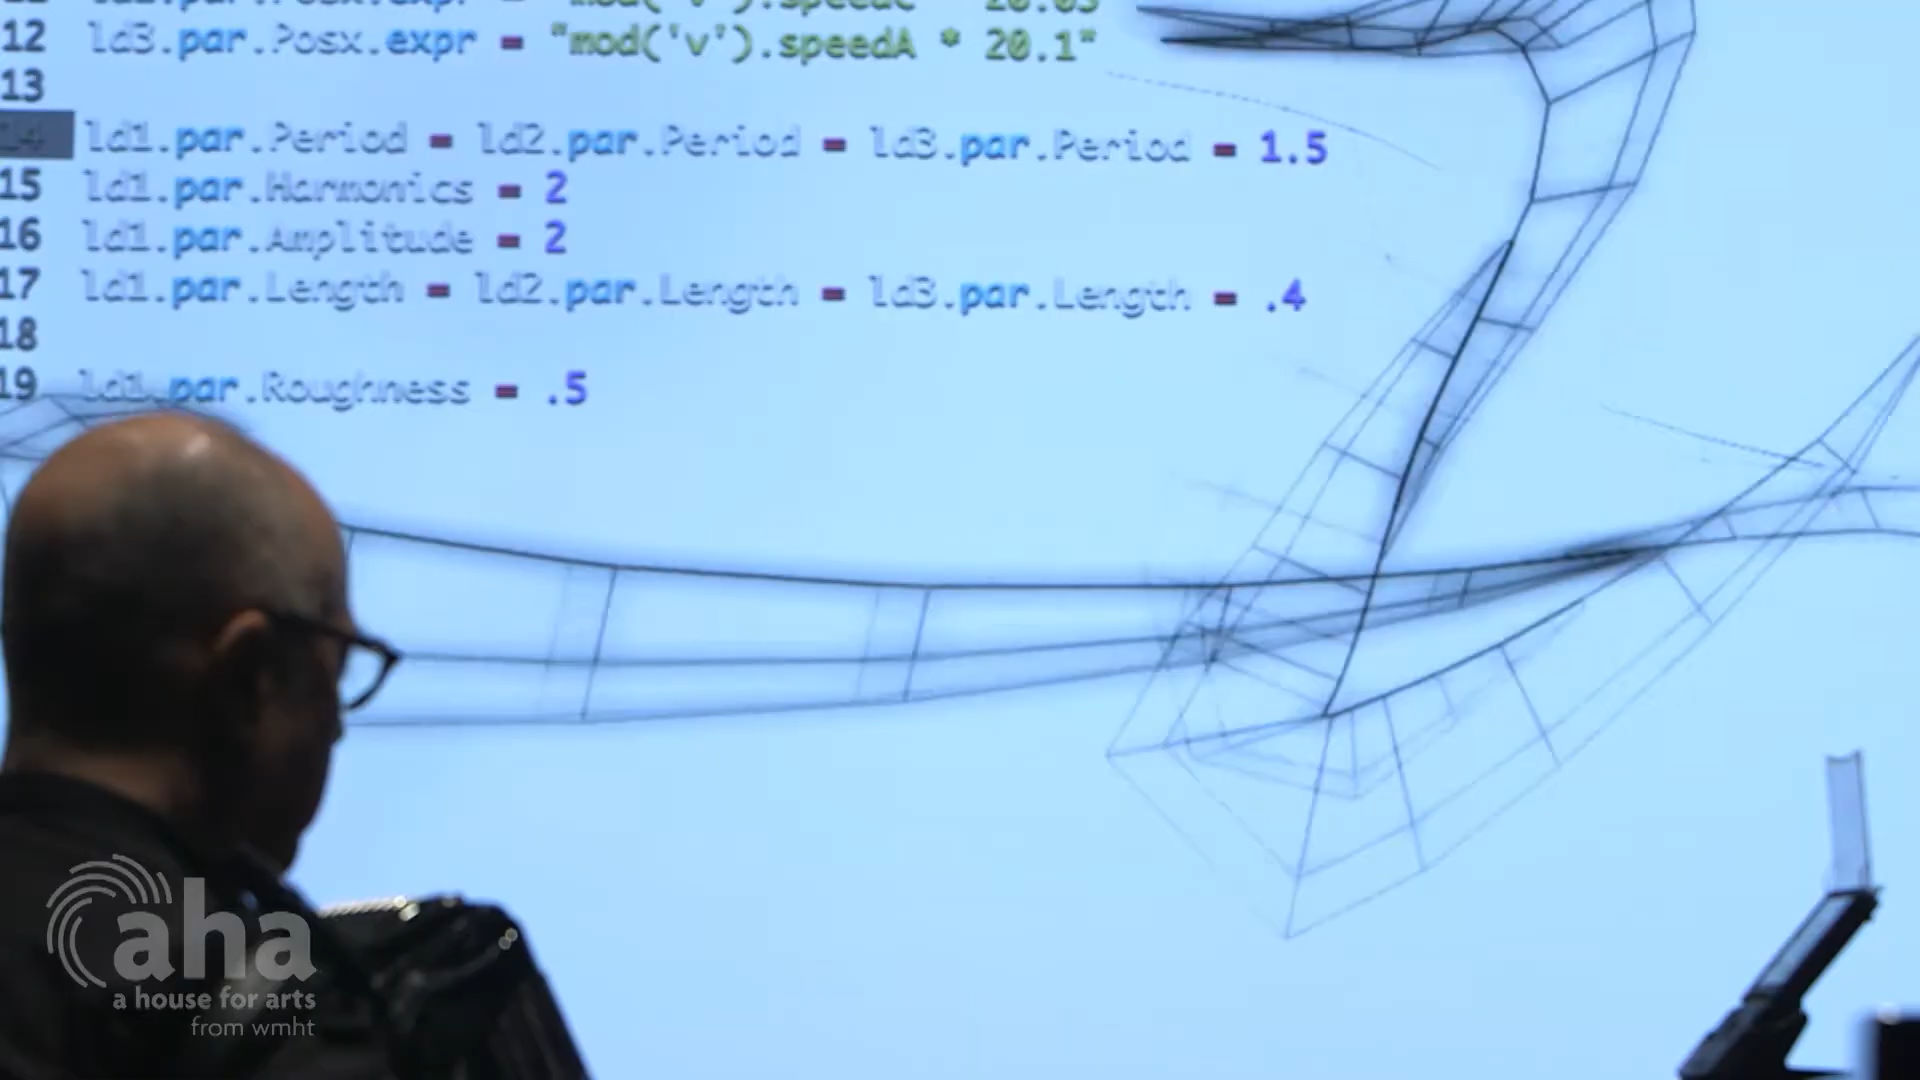 12 ld3.par.Posx.expr = "mod('v').speedA * 20.1"
13
14 ld1.par.Period = ld2.par.Period = ld3.par.Period = 1.5
15 ld1.par.Harmonics = 2
16 ld1.par.Amplitude = 2
17 ld1.par.Length = ld2.par.Length = ld3.par.Length = .4
18
19 ld1.par.Roughness = .5
aha
a house for arts
from wmht